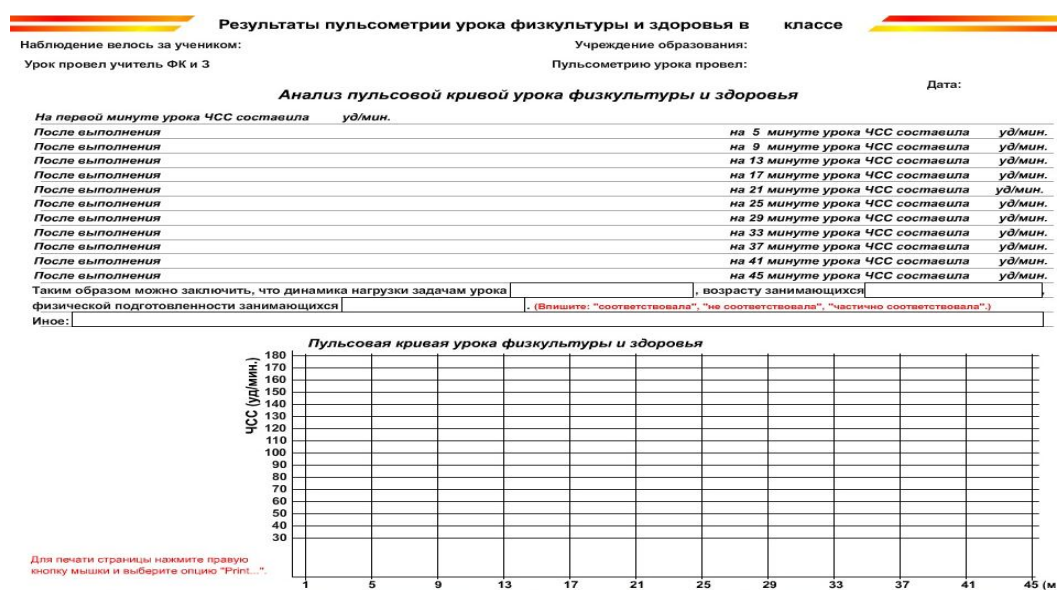 Результаты пульсометрии урока физкультуры и здоровья в классе
Наблюдение велось за учеником: Учреждение образования:
Урок провел учитель ФК и З Пульсометрию урока провел:
Дата:
Анализ пульсовой кривой урока физкультуры и здоровья
На первой минуте урока ЧСС составила уд/мин.
После выполнения на 5 минуте урока ЧСС составила уд/мин.
После выполнения на 9 минуте урока ЧСС составила уд/мин.
После выполнения на 13 минуте урока ЧСС составила уд/мин.
После выполнения на 17 минуте урока ЧСС составила уд/мин.
После выполнения на 21 минуте урока ЧСС составила уд/мин.
После выполнения на 25 минуте урока ЧСС составила уд/мин.
После выполнения на 29 минуте урока ЧСС составила уд/мин.
После выполнения на 33 минуте урока ЧСС составила уд/мин.
После выполнения на 37 минуте урока ЧСС составила уд/мин.
После выполнения на 41 минуте урока ЧСС составила уд/мин.
После выполнения на 45 минуте урока ЧСС составила уд/мин.
Таким образом можно заключить, что динамика нагрузки задачам урока , возрасту занимающихся ,
физической подготовленности занимающихся . (Впишите: "соответствовала", "не соответствовала", "частично соответствовала".)
Иное:
Пульсовая кривая урока физкультуры и здоровья
ЧСС (уд/мин.)
180
170
160
150
140
130
120
110
100
90
80
70
60
50
40
30
Для печати страницы нажмите правую
кнопку мышки и выберите опцию "Print...".
1 5 9 13 17 21 25 29 33 37 41 45 (м